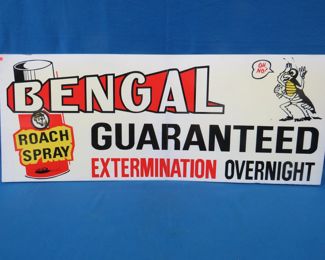 BENGAL
OH
NO!
ROACH
SPRAY
GUARANTEED
EXTERMINATION OVERNIGHT